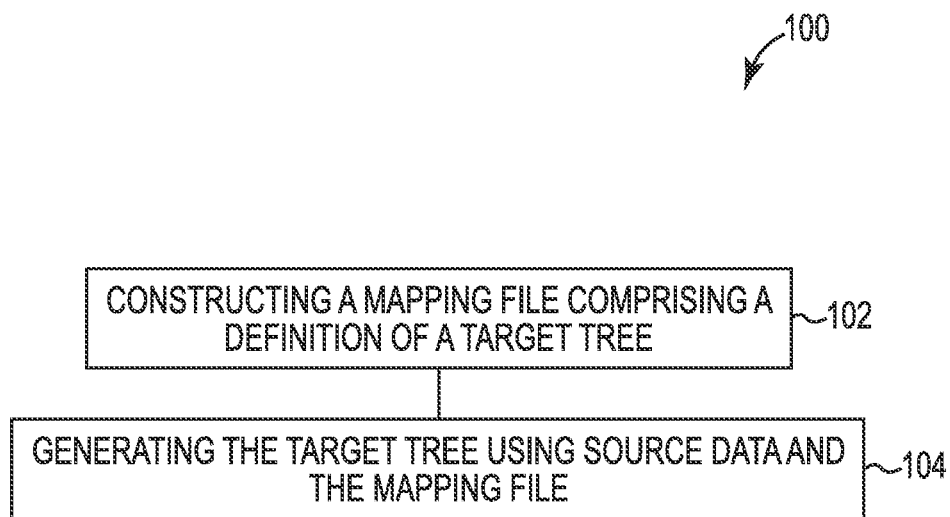 100
CONSTRUCTING A MAPPING FILE COMPRISING A
DEFINITION OF A TARGET TREE
102
GENERATING THE TARGET TREE USING SOURCE DATA AND
THE MAPPING FILE
104